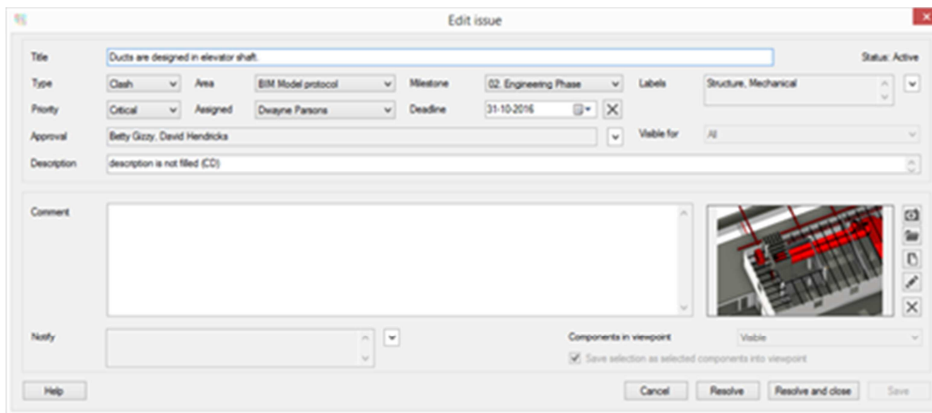 Edit issue
Title Ducts are designed in elevator shaft. Status: Active
Type Clash Area BIM Model protocol Milestone 02. Engineering Phase Labels Structure, Mechanical
Priority Critical Assigned Dwayne Parsons Deadline 31-10-2016
Approval Betty Gizzy, David Hendricks Visible for All
Description description is not filled (CD)
Comment
Notify Components in viewpoint Visible
Save selection as selected components into viewpoint
Help Cancel Resolve Resolve and close Save